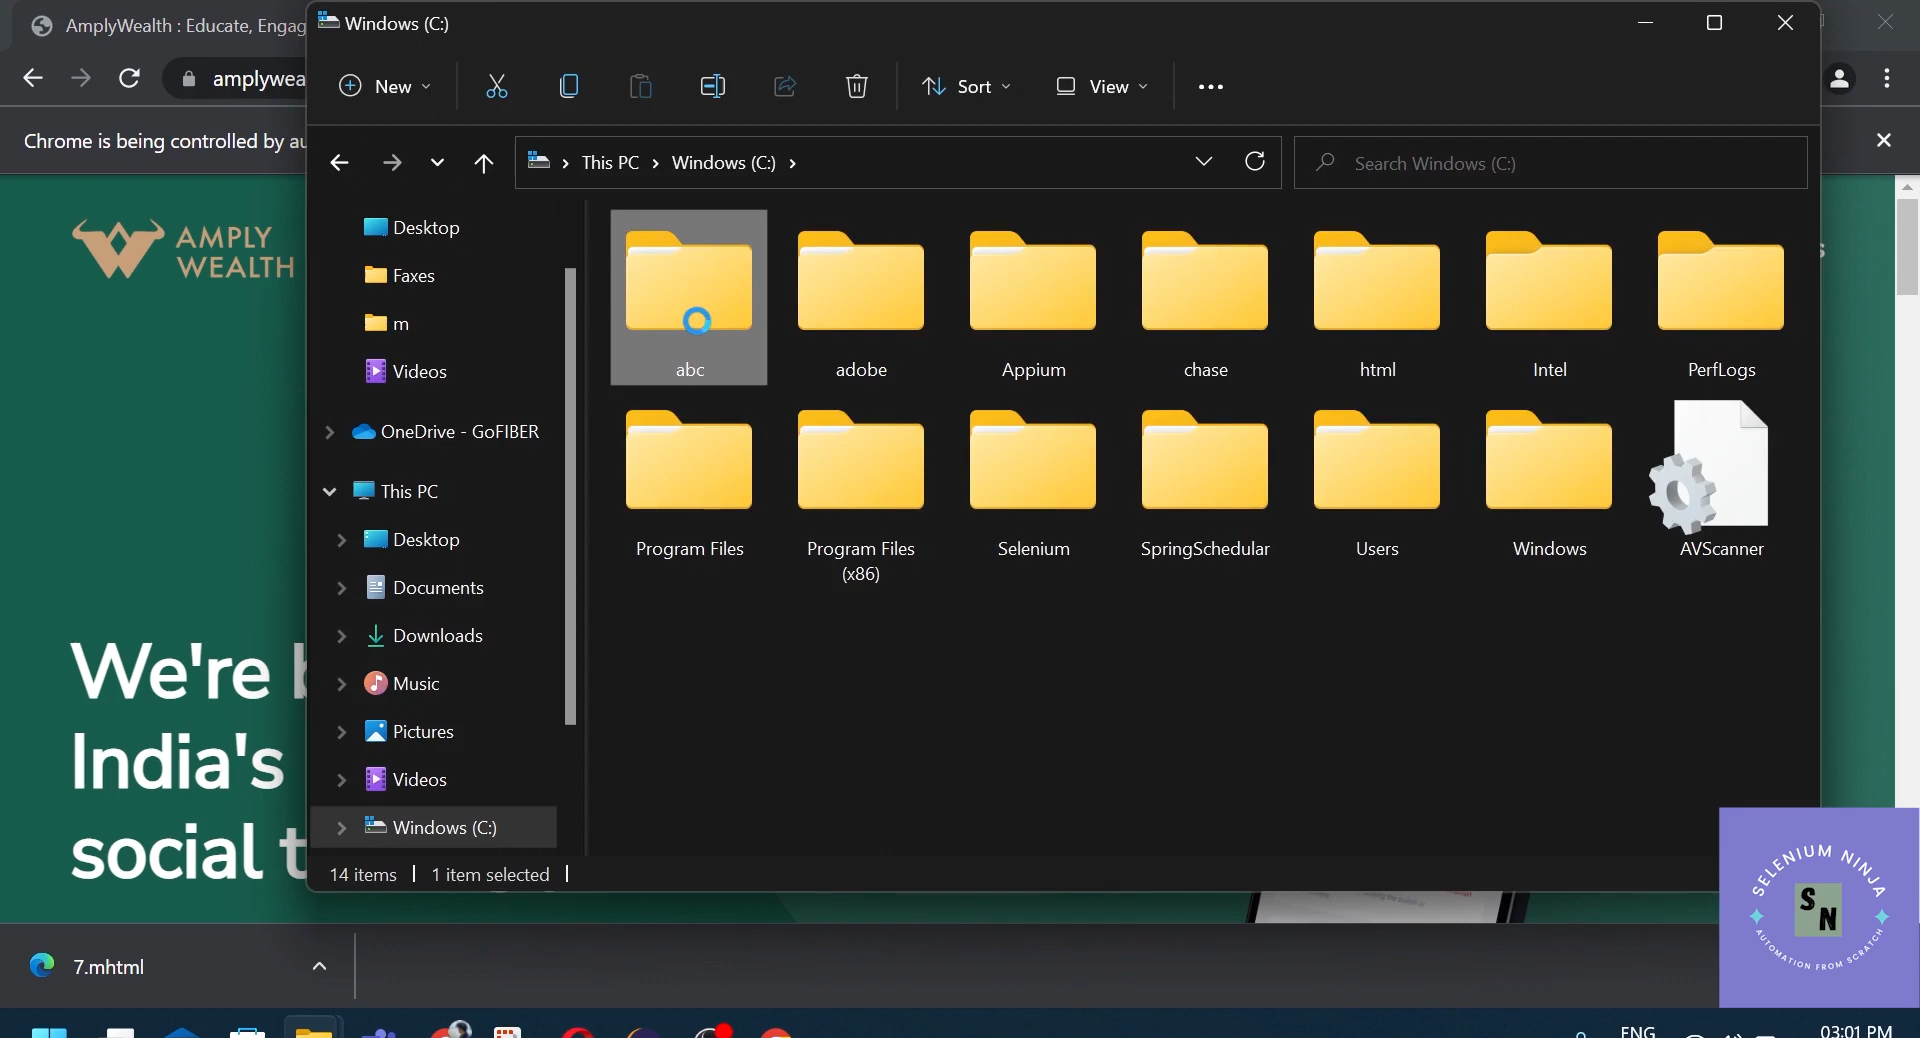 AmplyWealth : Educate, Engag
Windows (C:)
amplywea
New
Sort
View
Chrome is being controlled by au
This PC
Windows (C:)
Search Windows (C:)
AMPLY
WEALTH
Desktop
Faxes
m
Videos
OneDrive - GoFIBER
This PC
Desktop
Documents
Downloads
Music
Pictures
Videos
Windows (C:)
abc
adobe
Appium
chase
html
Intel
PerfLogs
Program Files
Program Files
(x86)
Selenium
SpringSchedular
Users
Windows
AVScanner
We're b
India's
social t
14 items
1 item selected
SELENIUM NINJA
S
N
AUTOMATION FROM SCRATCH
7.mhtml
ENG
03:01 PM